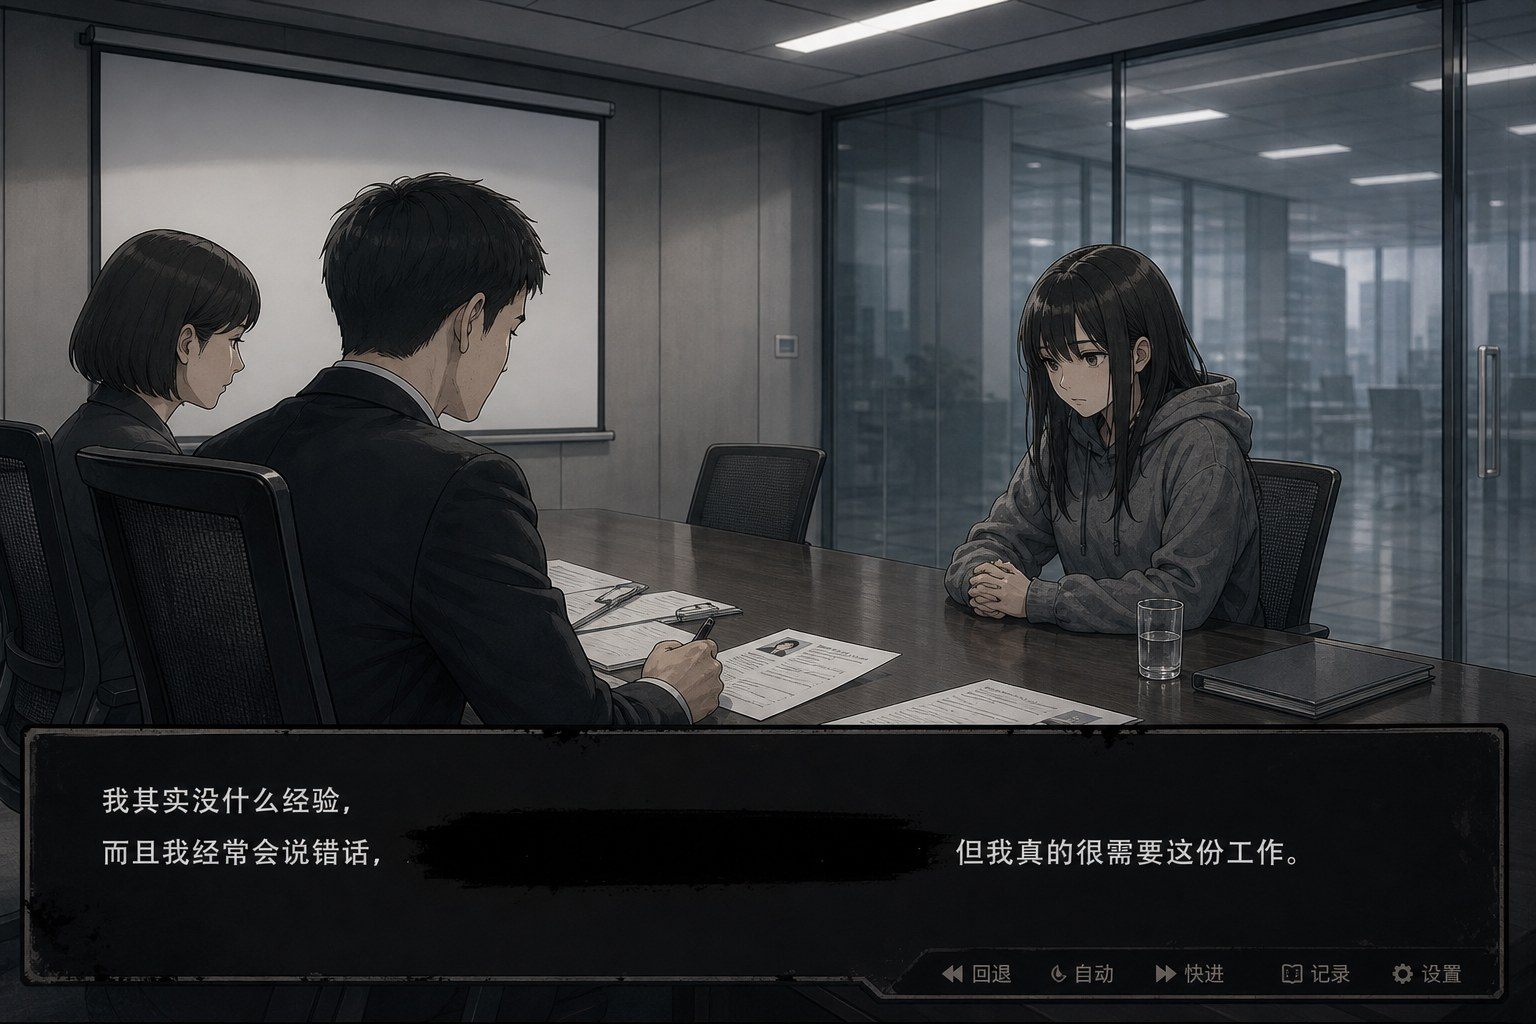 我其实没什么经验，
而且我经常会说错话， 但我真的很需要这份工作。
回退 自动 快进 记录 设置